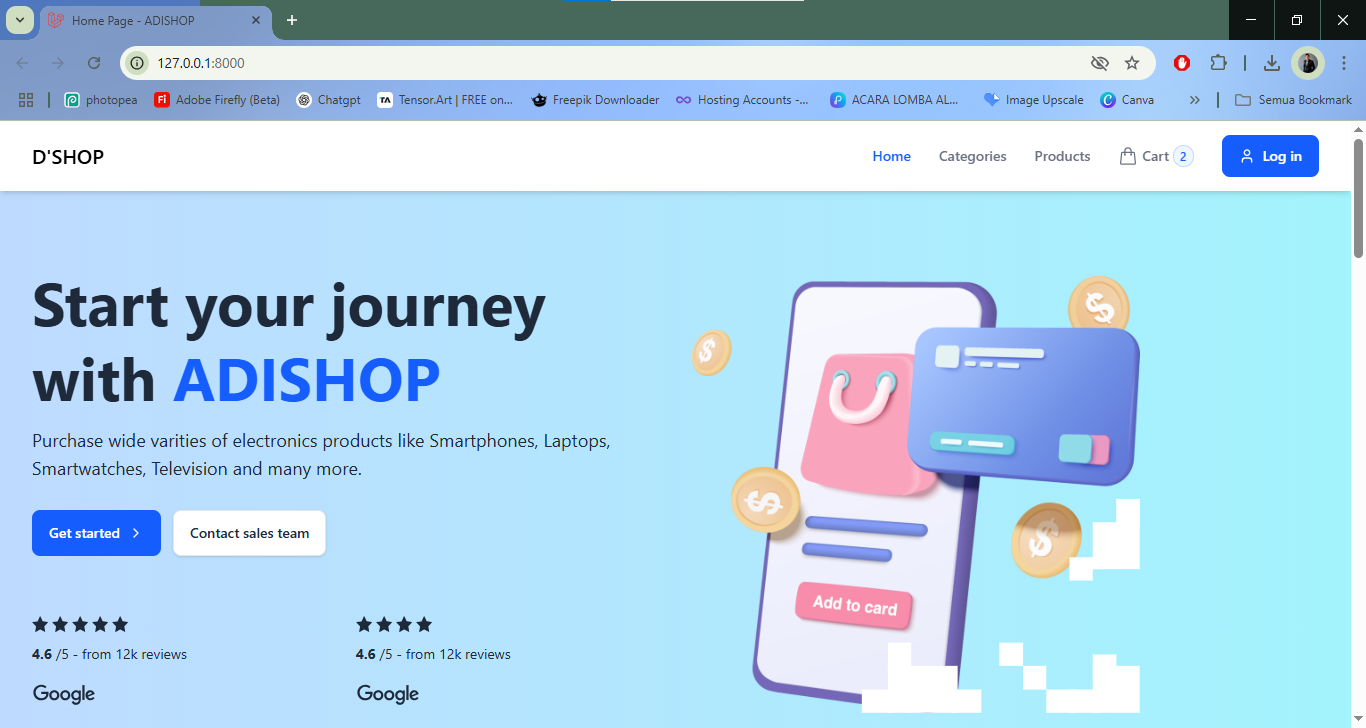 Home Page - ADISHOP
127.0.0.1:8000
photopea
Adobe Firefly (Beta)
Chatgpt
TA Tensor.Art | FREE on...
Freepik Downloader
Hosting Accounts -...
ACARA LOMBA AL...
Image Upscale
Canva
Semua Bookmark
D'SHOP
Home
Categories
Products
Cart 2
Log in
Start your journey
with ADISHOP
Purchase wide varities of electronics products like Smartphones, Laptops,
Smartwatches, Television and many more.
Get started
Contact sales team
Add to card
4.6 /5 - from 12k reviews
4.6 /5 - from 12k reviews
Google
Google